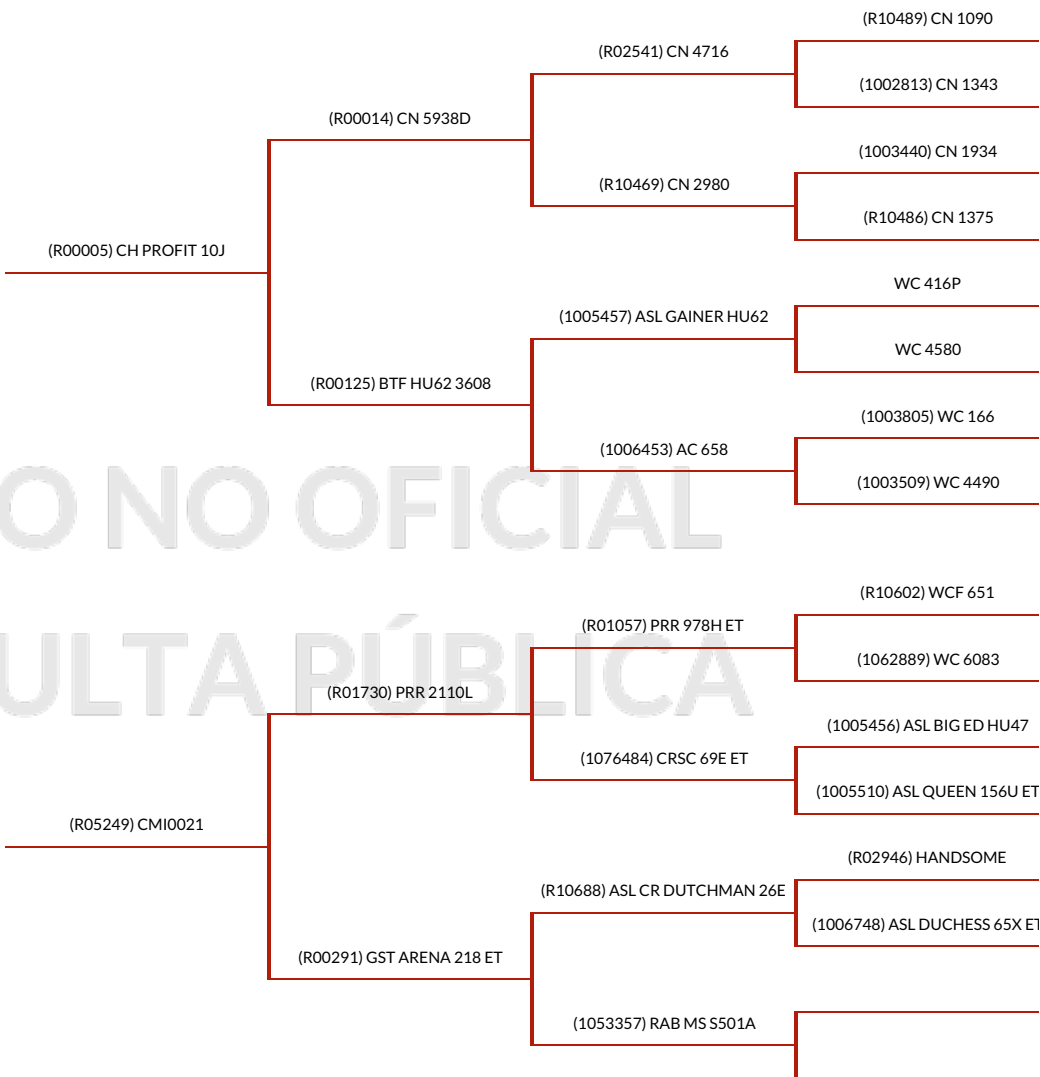 (R10489) CN 1090
(R02541) CN 4716
(1002813) CN 1343
(R00014) CN 5938D
(1003440) CN 1934
(R10469) CN 2980
(R10486) CN 1375
(R00005) CH PROFIT 10J
WC 416P
(1005457) ASL GAINER HU62
WC 4580
(R00125) BTF HU62 3608
(1003805) WC 166
(1006453) AC 658
(1003509) WC 4490
O NO OFICIAL
(R10602) WCF 651
(R01057) PRR 978H ET
(1062889) WC 6083
ULTA PÚBLICA
(R01730) PRR 2110L
(1005456) ASL BIG ED HU47
(1076484) CRSC 69E ET
(1005510) ASL QUEEN 156U ET
(R05249) CMI0021
(R02946) HANDSOME
(R10688) ASL CR DUTCHMAN 26E
(1006748) ASL DUCHESS 65X ET
(R00291) GST ARENA 218 ET
(1053357) RAB MS S501A